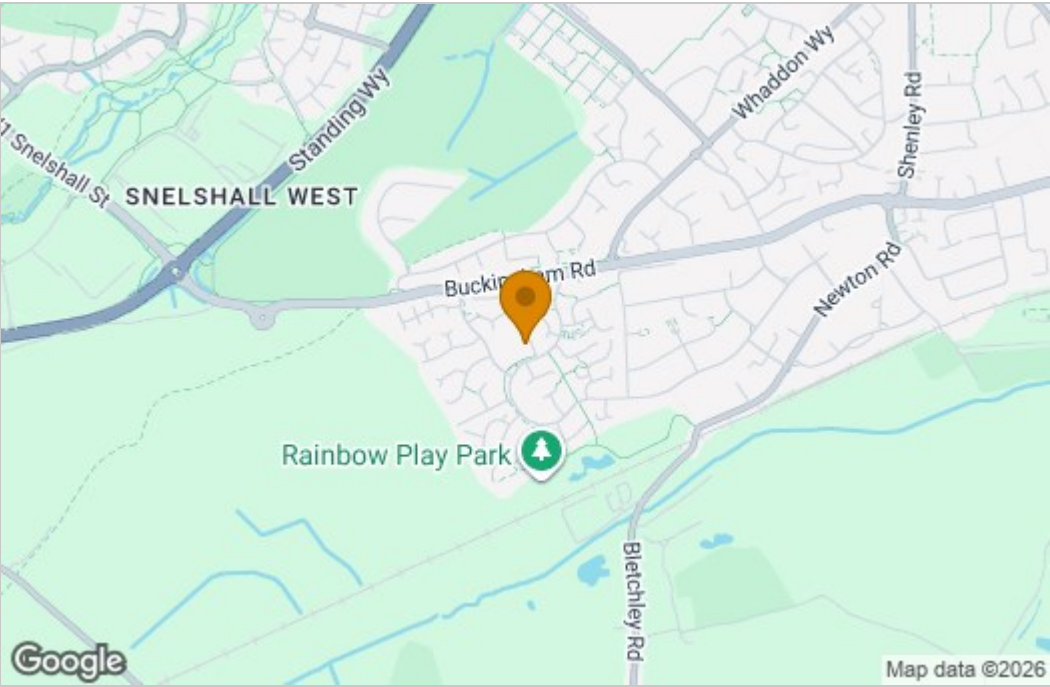 Standing Wy
Whaddon Wy
Shenley Rd
Snelshall St
SNELSHALL WEST
Buckingham Rd
Newton Rd
Rainbow Play Park
Bletchley Rd
Google
Map data ©2026